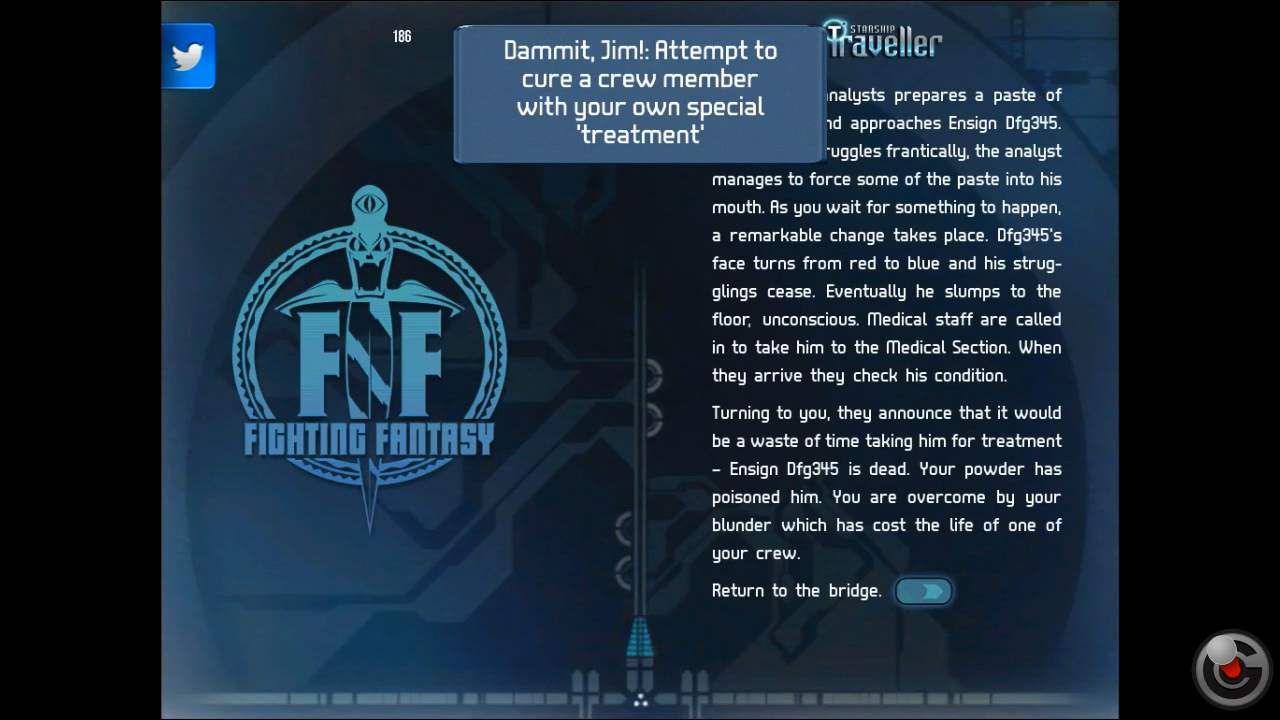 186
Dammit, Jim!: Attempt to
cure a crew member
with your own special
'treatment'
STARSHIP
Traveller
FF
FIGHTING FANTASY
nalysts prepares a paste of
nd approaches Ensign Dfg345.
ruggles frantically, the analyst
manages to force some of the paste into his
mouth. As you wait for something to happen,
a remarkable change takes place. Dfg345's
face turns from red to blue and his strug-
glings cease. Eventually he slumps to the
floor, unconscious. Medical staff are called
in to take him to the Medical Section. When
they arrive they check his condition.
Turning to you, they announce that it would
be a waste of time taking him for treatment
– Ensign Dfg345 is dead. Your powder has
poisoned him. You are overcome by your
blunder which has cost the life of one of
your crew.
Return to the bridge.